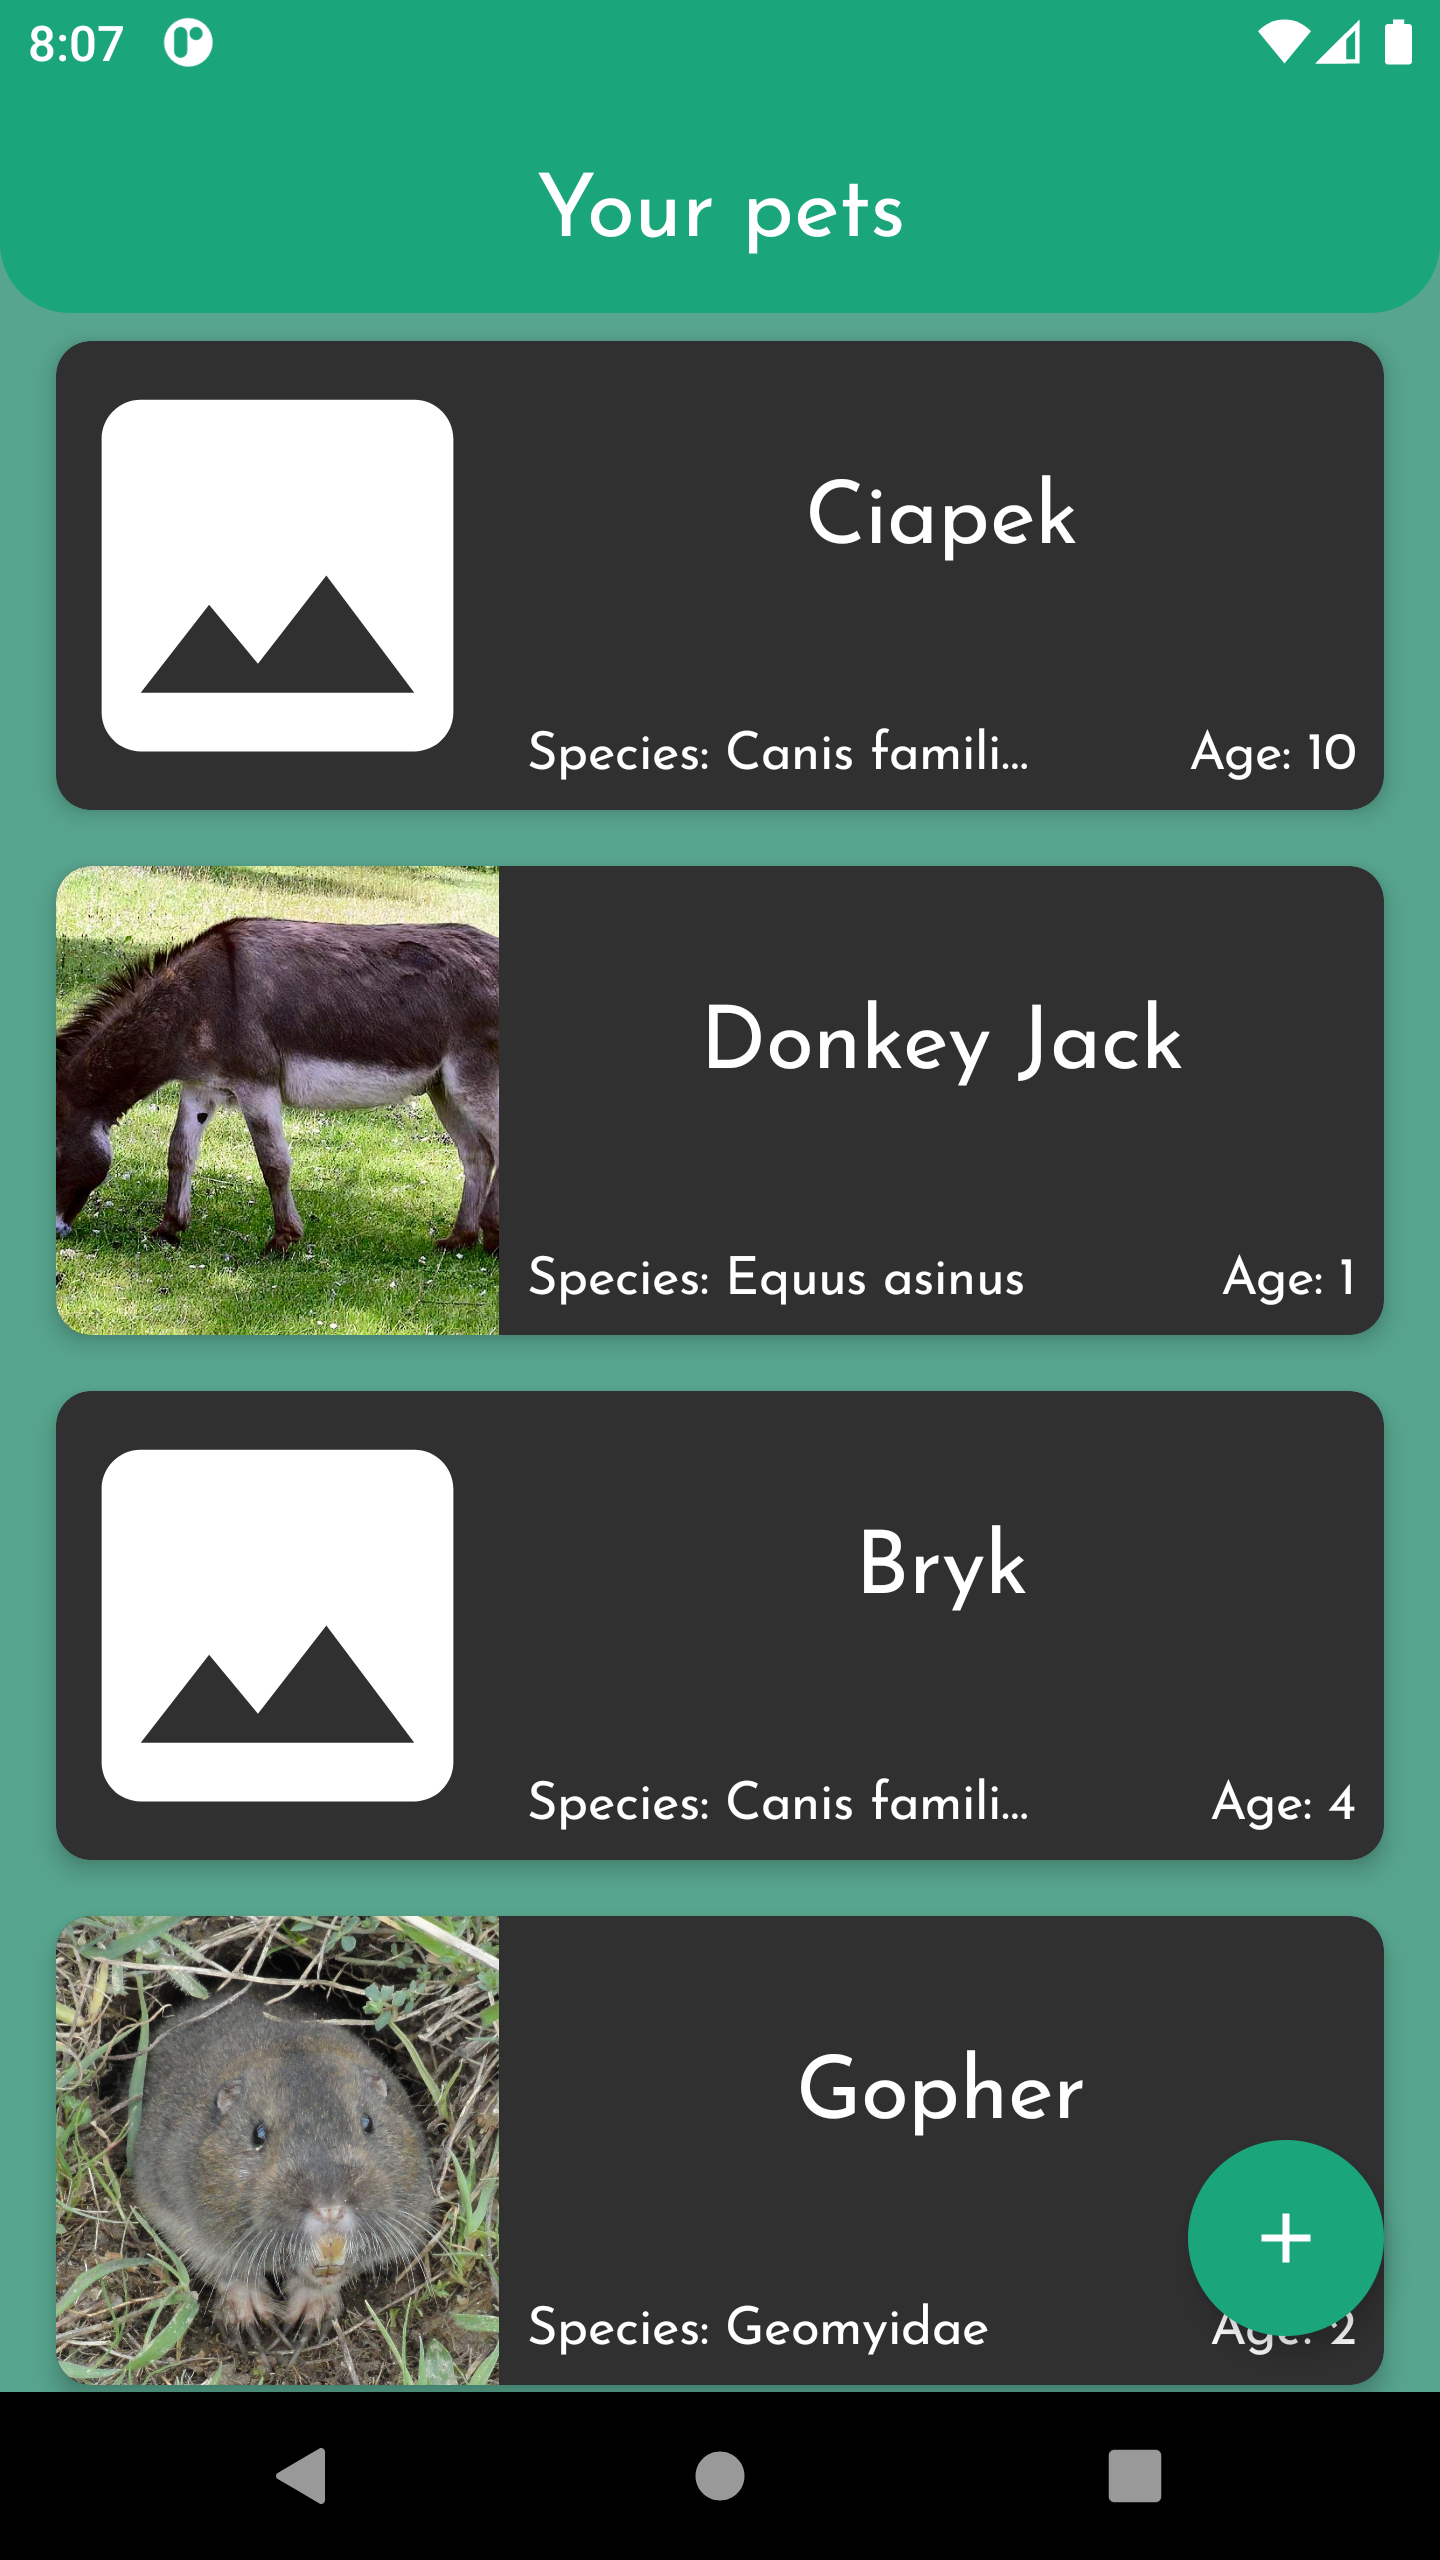 8:07
Your pets
Ciapek
Species: Canis famili...
Age: 10
Donkey Jack
Species: Equus asinus
Age: 1
Bryk
Species: Canis famili...
Age: 4
Gopher
Species: Geomyidae
Age: 2